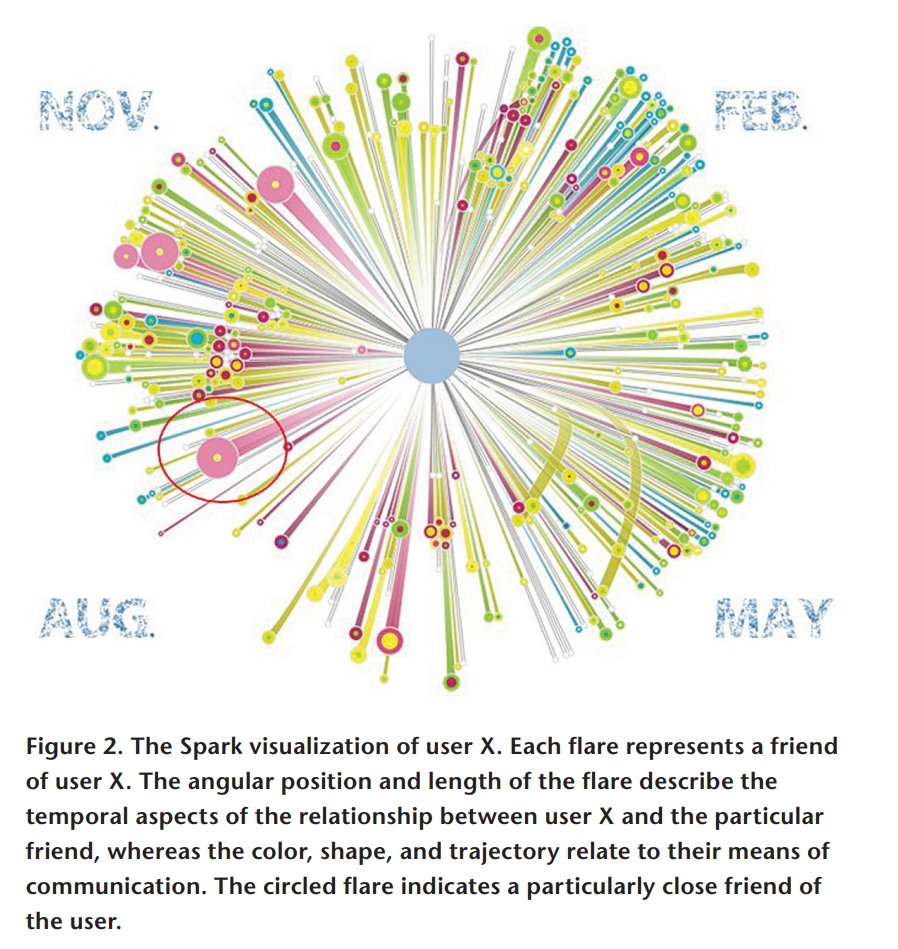 NOV.
FEB.
AUG.
MAY
Figure 2. The Spark visualization of user X. Each flare represents a friend
of user X. The angular position and length of the flare describe the
temporal aspects of the relationship between user X and the particular
friend, whereas the color, shape, and trajectory relate to their means of
communication. The circled flare indicates a particularly close friend of
the user.